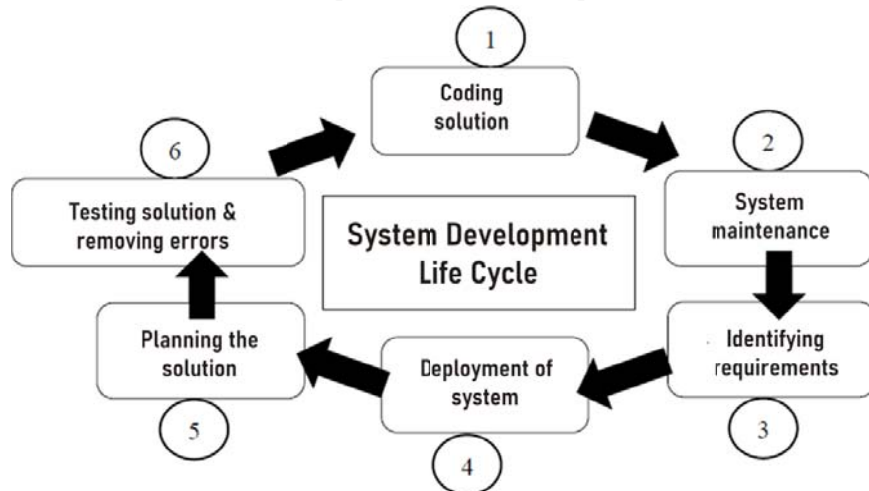 1
Coding
solution
2
System
maintenance
3
Identifying
requirements
4
Deployment of
system
5
Planning the
solution
6
Testing solution &
removing errors
System Development
Life Cycle